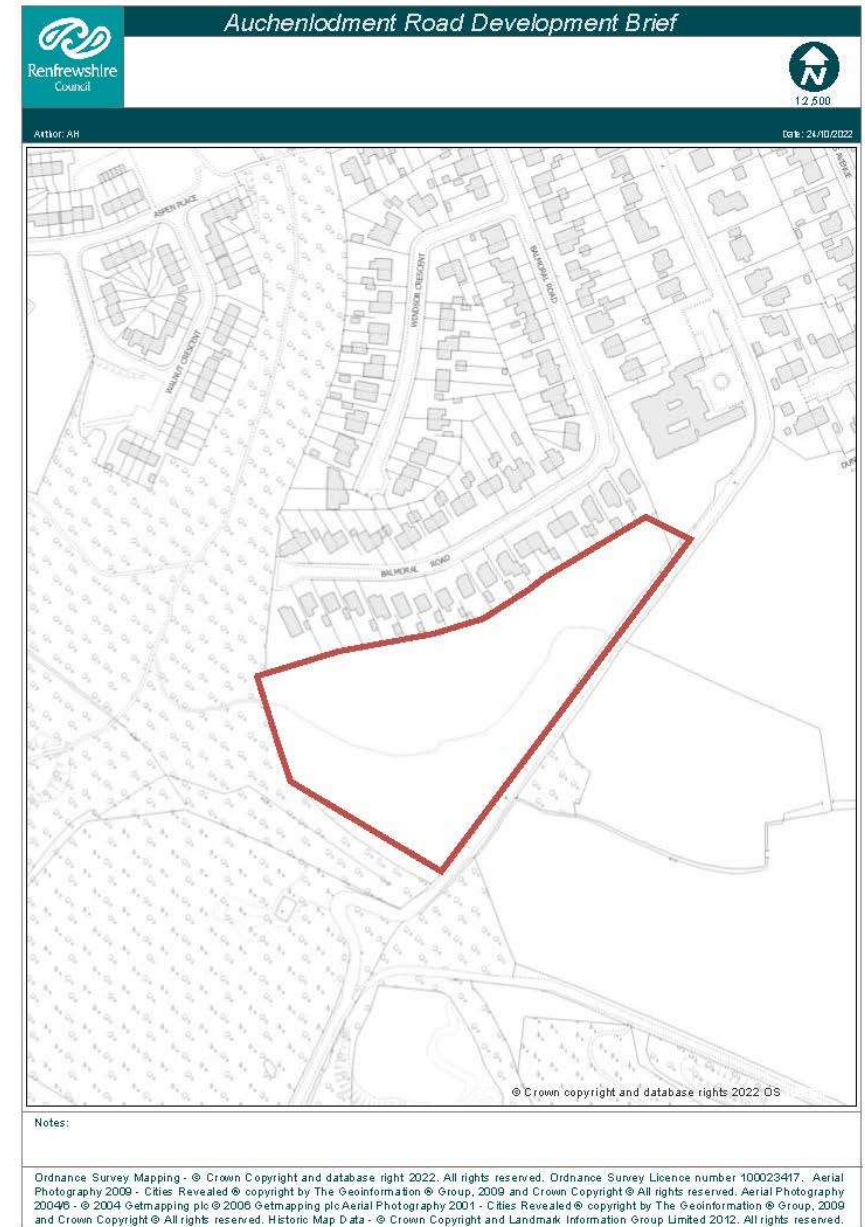 Auchenlodment Road Development Brief
Renfrewshire
Council
N
1:2,500
Author: AH
Date: 24/10/2022
ASPEN PLACE
WALNUT CRESCENT
WINDSOR CRESCENT
BALMORAL ROAD
AVENUE
BALMORAL ROAD
© Crown copyright and database rights 2022 OS
Notes:
Ordnance Survey Mapping - © Crown Copyright and database right 2022. All rights reserved. Ordnance Survey Licence number 100023417. Aerial
Photography 2009 - Cities Revealed ® copyright by The Geoinformation ® Group, 2009 and Crown Copyright © All rights reserved. Aerial Photography
2004/6 - © 2004 Getmapping plc © 2006 Getmapping plc Aerial Photography 2001 - Cities Revealed ® copyright by The Geoinformation ® Group, 2009
and Crown Copyright © All rights reserved. Historic Map Data - © Crown Copyright and Landmark Information Group Limited 2012. All rights reserved.